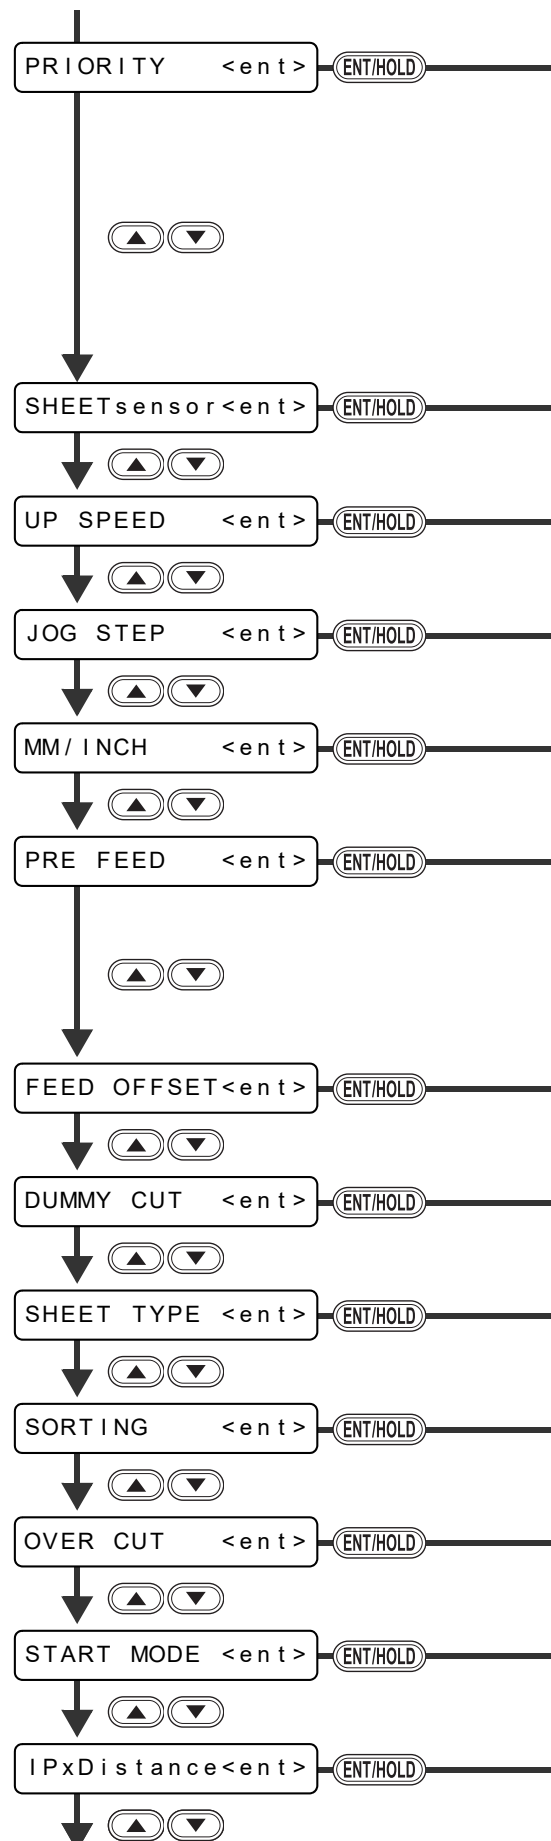 PRIORITY <ent> ENT/HOLD
SHEETsensor<ent> ENT/HOLD
UP SPEED <ent> ENT/HOLD
JOG STEP <ent> ENT/HOLD
MM/INCH <ent> ENT/HOLD
PRE FEED <ent> ENT/HOLD
FEED OFFSET<ent> ENT/HOLD
DUMMY CUT <ent> ENT/HOLD
SHEET TYPE <ent> ENT/HOLD
SORTING <ent> ENT/HOLD
OVER CUT <ent> ENT/HOLD
START MODE <ent> ENT/HOLD
IPxDistance<ent> ENT/HOLD